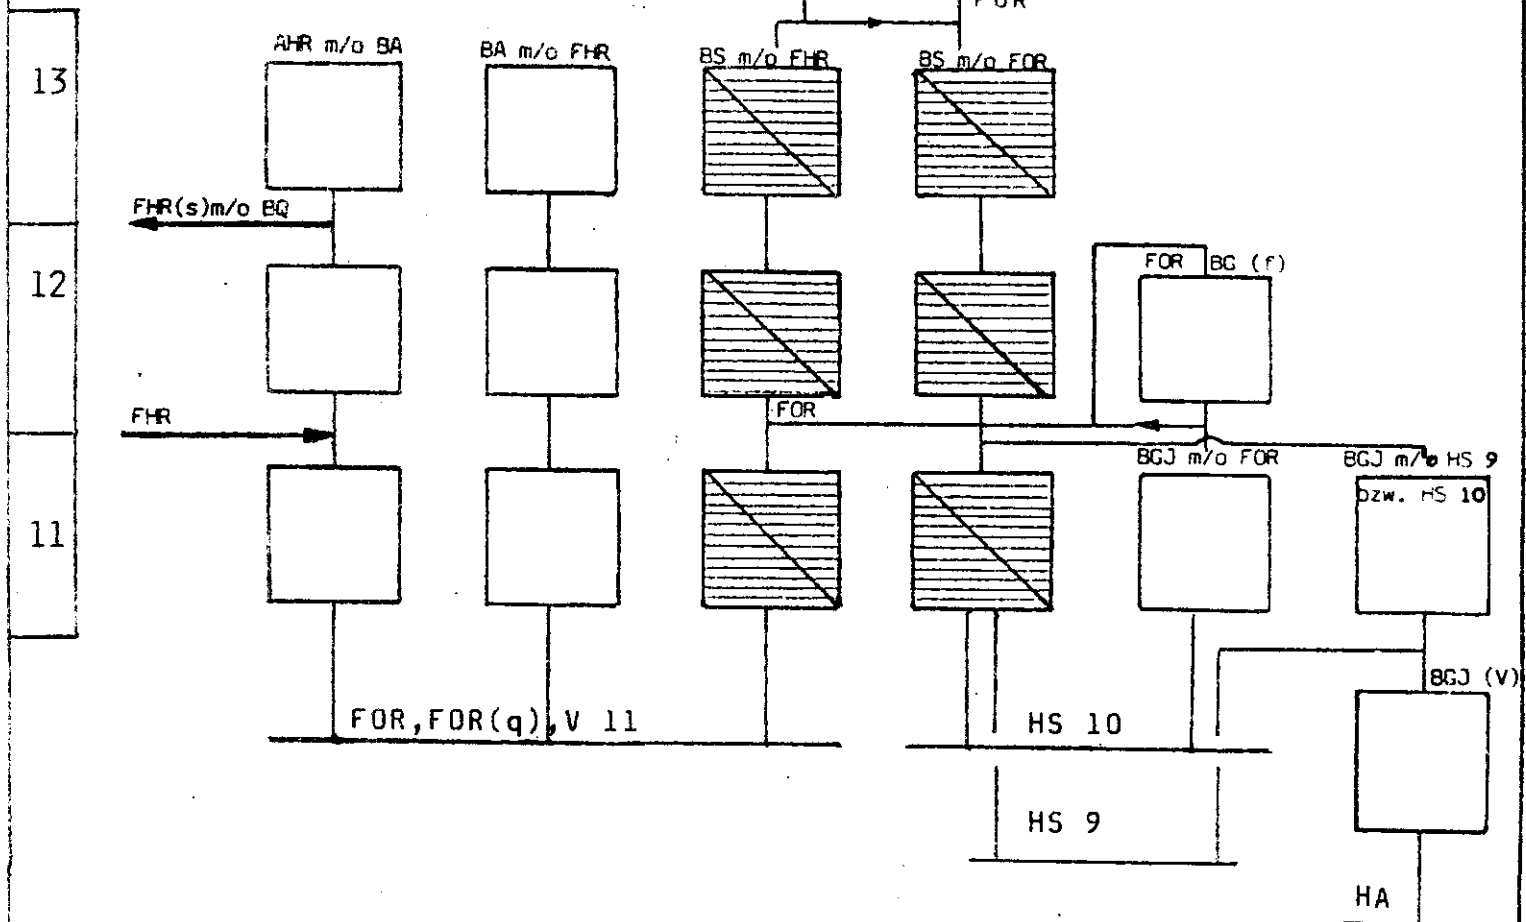 FOR
13
AHR m/o BA
BA m/o FHR
BS m/o FHR
BS m/o FOR
FHR(s)m/o BQ
12
FOR BG (f)
FHR
FOR
11
BGJ m/o FOR
BGJ m/o HS 9
bzw. HS 10
BGJ (V)
FOR,FOR(q),V 11
HS 10
HS 9
HA